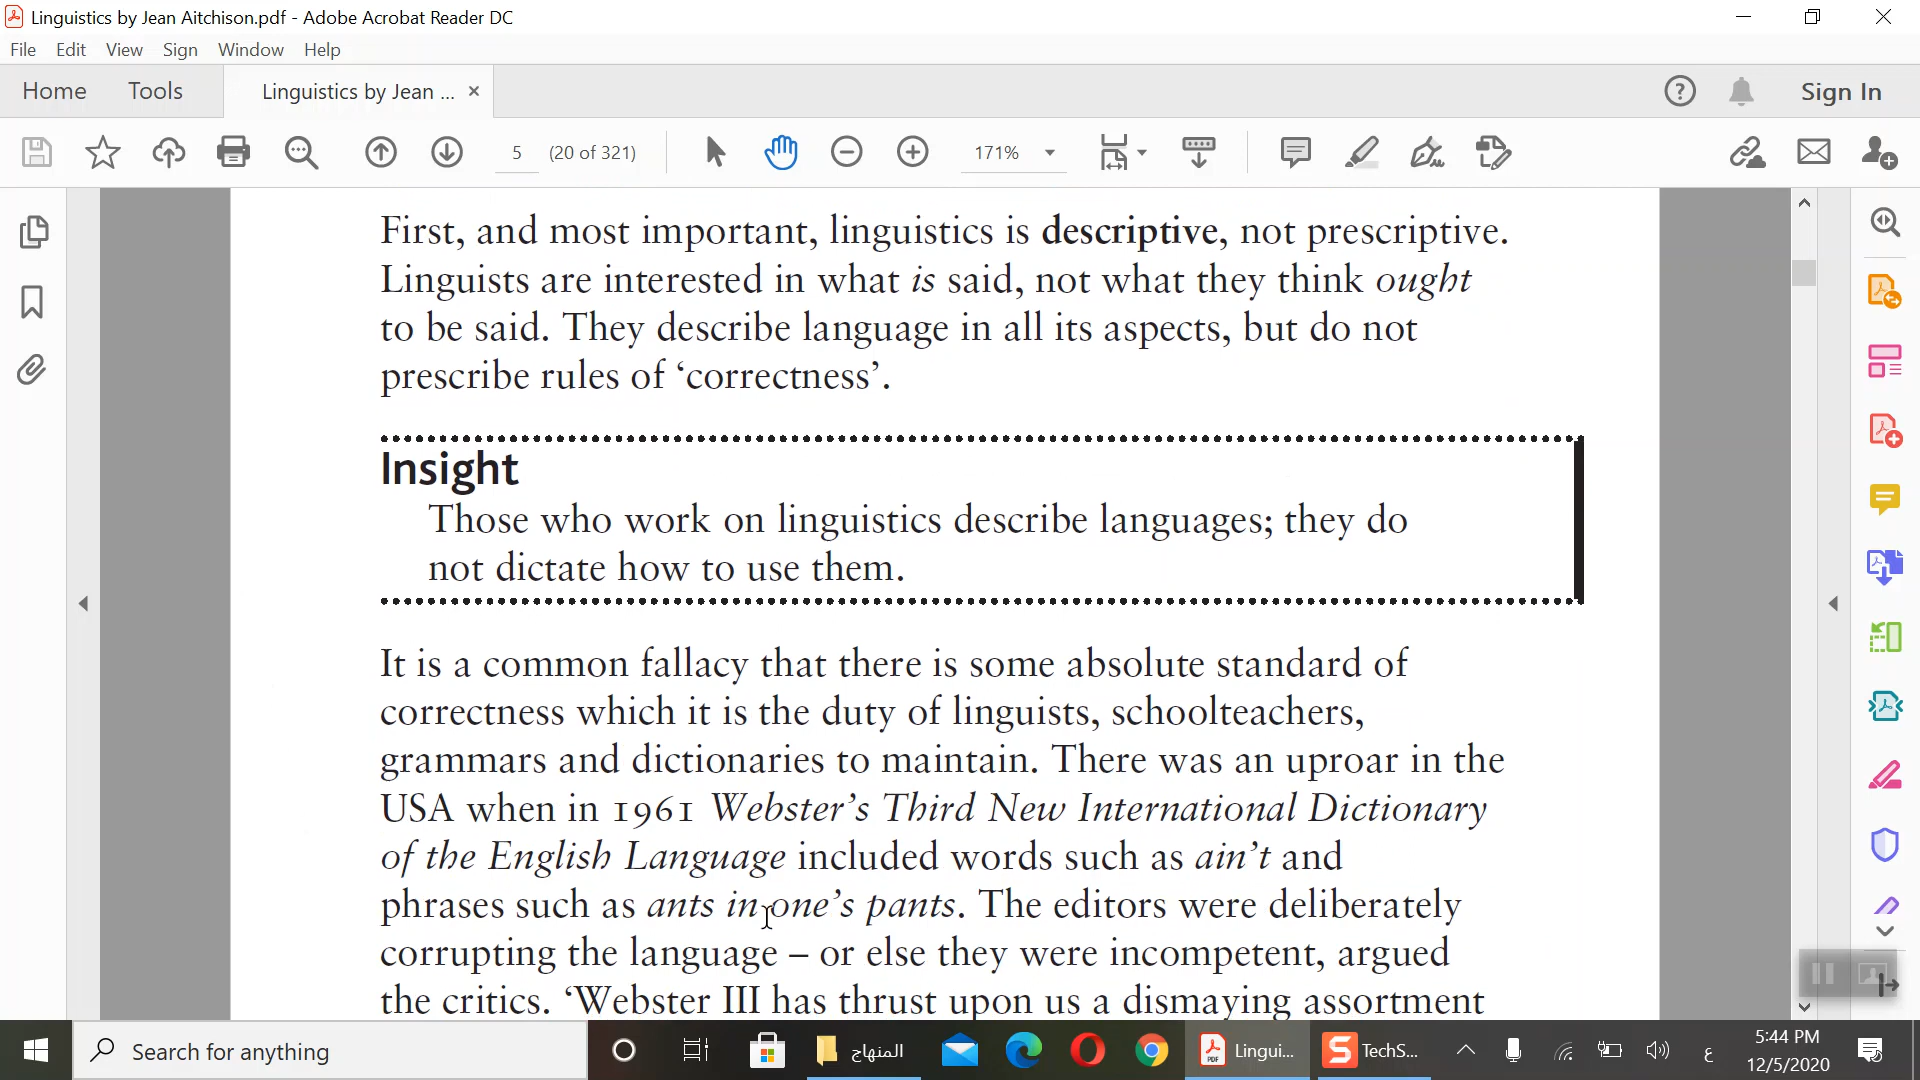 Linguistics by Jean Aitchison.pdf - Adobe Acrobat Reader DC
File Edit View Sign Window Help
Home Tools Linguistics by Jean ... × Sign In
5 (20 of 321) 171%
First, and most important, linguistics is descriptive, not prescriptive.
Linguists are interested in what is said, not what they think ought
to be said. They describe language in all its aspects, but do not
prescribe rules of ‘correctness’.
Insight
Those who work on linguistics describe languages; they do
not dictate how to use them.
It is a common fallacy that there is some absolute standard of
correctness which it is the duty of linguists, schoolteachers,
grammars and dictionaries to maintain. There was an uproar in the
USA when in 1961 Webster’s Third New International Dictionary
of the English Language included words such as ain’t and
phrases such as ants in one’s pants. The editors were deliberately
corrupting the language – or else they were incompetent, argued
the critics. ‘Webster III has thrust upon us a dismaying assortment
Search for anything المنهاج Lingui... TechS... ع 5:44 PM
12/5/2020